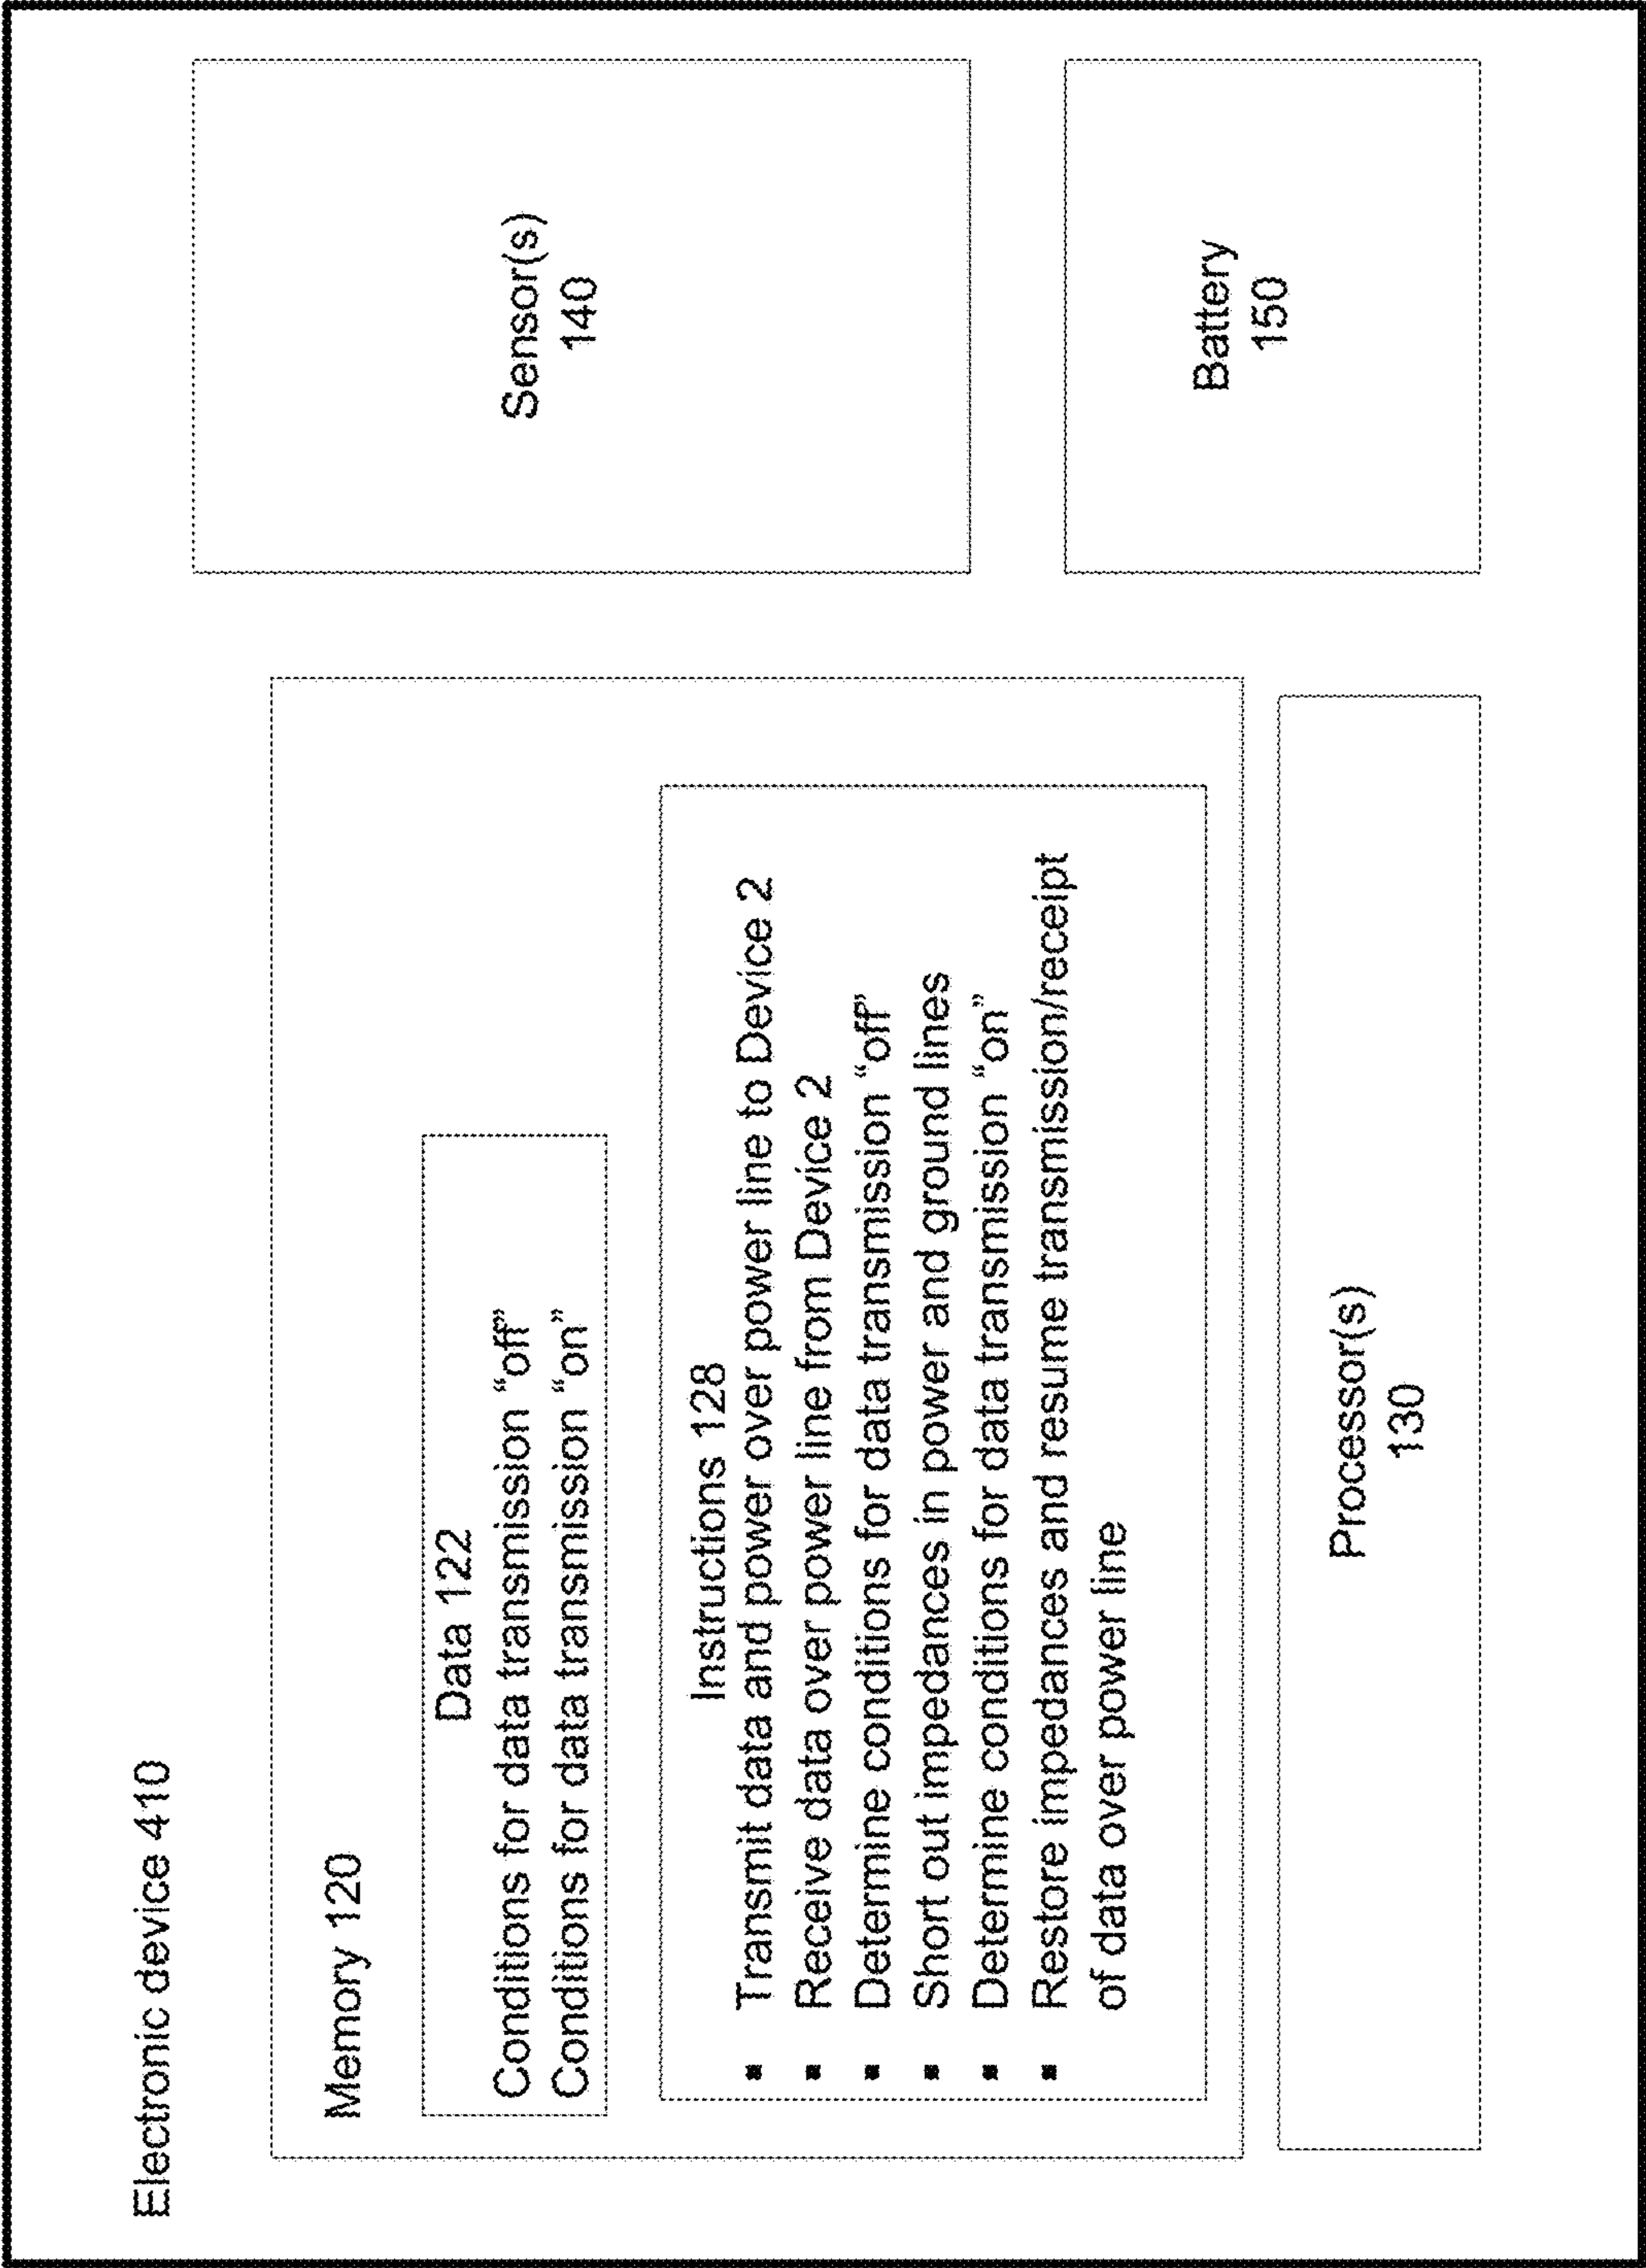 Electronic device 410
Memory 120
Data 122
Conditions for data transmission “off”
Conditions for data transmission “on”
Instructions 128
▪ Transmit data and power over power line to Device 2
▪ Receive data over power line from Device 2
▪ Determine conditions for data transmission “off”
▪ Short out impedances in power and ground lines
▪ Determine conditions for data transmission “on”
▪ Restore impedances and resume transmission/receipt
of data over power line
Processor(s)
130
Sensor(s)
140
Battery
150